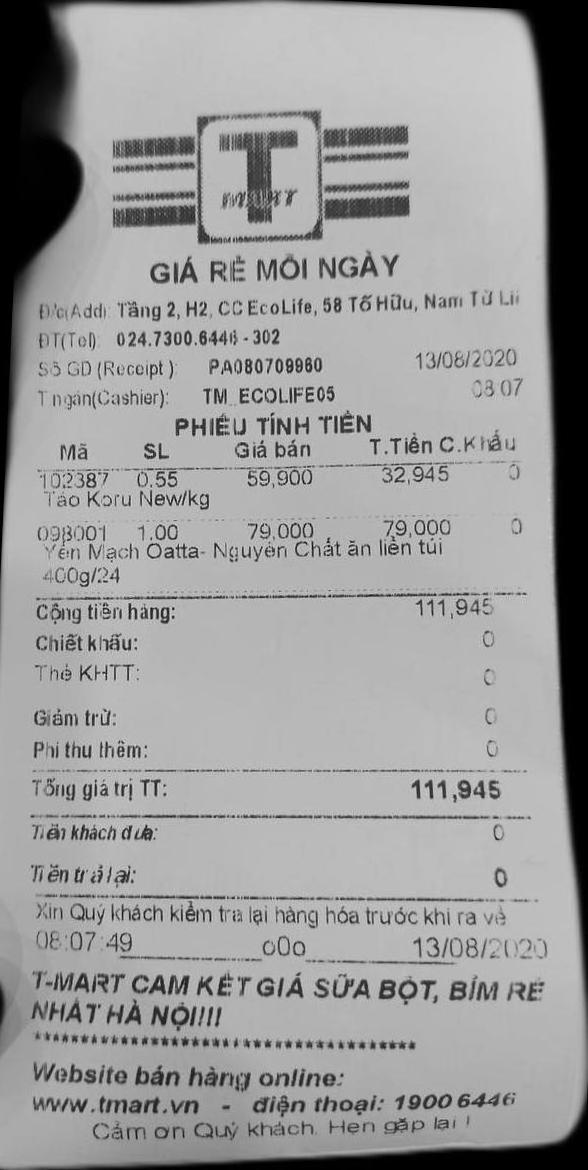 T
mart
GIÁ RẺ MỖI NGÀY
Đ/c(Add): Tầng 2, H2, CC EcoLife, 58 Tố Hữu, Nam Từ Lii
ĐT(Tel): 024.7300.6446 - 302
Số GD (Receipt ): PA080709960 13/08/2020
T ngân(Cashier): TM_ECOLIFE05 08:07
PHIẾU TÍNH TIỀN
Mã SL Giá bán T.Tiền C.Khấu
102387 0.55 59,900 32,945 0
Táo Koru New/kg
098001 1.00 79,000 79,000 0
Yến Mạch Oatta- Nguyên Chất ăn liền túi
400g/24
Cộng tiền hàng: 111,945
Chiết khấu: 0
Thẻ KHTT: 0
Giảm trừ: 0
Phí thu thêm: 0
Tổng giá trị TT: 111,945
Tiền khách đưa: 0
Tiền trả lại: 0
Xin Quý khách kiểm tra lại hàng hóa trước khi ra về
08:07:49 o0o 13/08/2020
T-MART CAM KẾT GIÁ SỮA BỘT, BỈM RẺ
NHẤT HÀ NỘI!!!
****************************************
Website bán hàng online:
www.tmart.vn - điện thoại: 1900 6446
Cảm ơn Quý khách. Hẹn gặp lại !